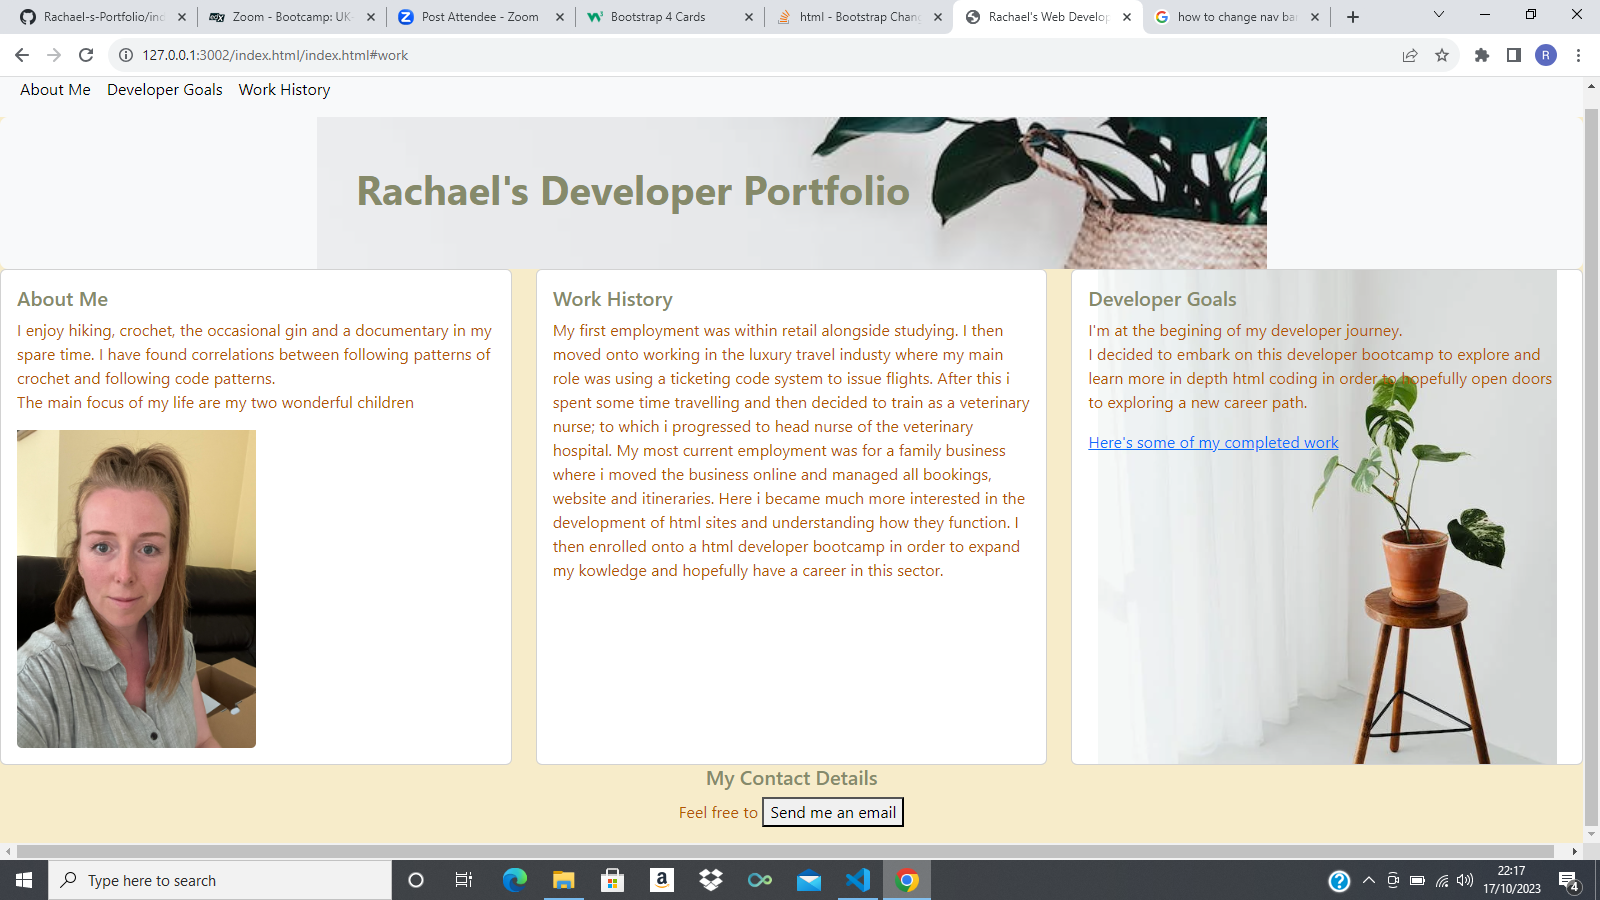 Rachael-s-Portfolio/ind
Zoom - Bootcamp: UK-
Post Attendee - Zoom
Bootstrap 4 Cards
html - Bootstrap Chang
Rachael's Web Develop
how to change nav bar
127.0.0.1:3002/index.html/index.html#work
R
About Me
Developer Goals
Work History
Rachael's Developer Portfolio
About Me
I enjoy hiking, crochet, the occasional gin and a documentary in my
spare time. I have found correlations between following patterns of
crochet and following code patterns.
The main focus of my life are my two wonderful children
Work History
My first employment was within retail alongside studying. I then
moved onto working in the luxury travel industy where my main
role was using a ticketing code system to issue flights. After this i
spent some time travelling and then decided to train as a veterinary
nurse; to which i progressed to head nurse of the veterinary
hospital. My most current employment was for a family business
where i moved the business online and managed all bookings,
website and itineraries. Here i became much more interested in the
development of html sites and understanding how they function. I
then enrolled onto a html developer bootcamp in order to expand
my kowledge and hopefully have a career in this sector.
Developer Goals
I'm at the begining of my developer journey.
I decided to embark on this developer bootcamp to explore and
learn more in depth html coding in order to hopefully open doors
to exploring a new career path.
Here's some of my completed work
My Contact Details
Feel free to Send me an email
Type here to search
22:17
17/10/2023
4